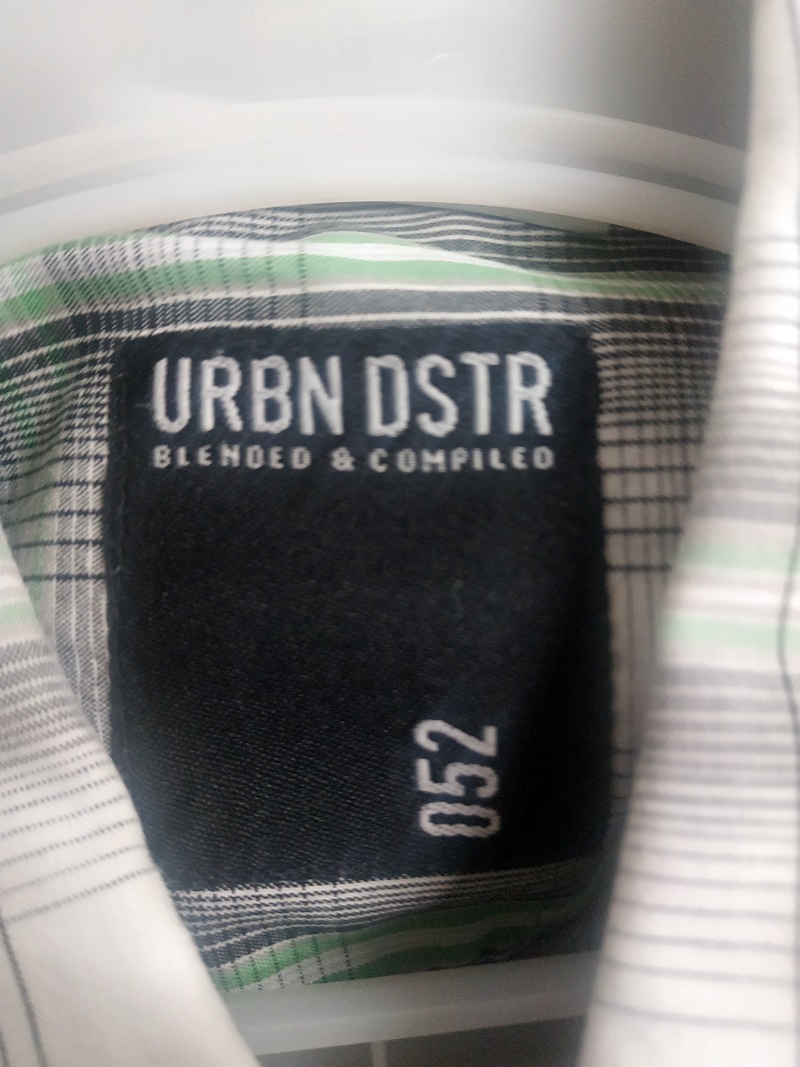 URBN DSTR
BLENDED & COMPILED
052